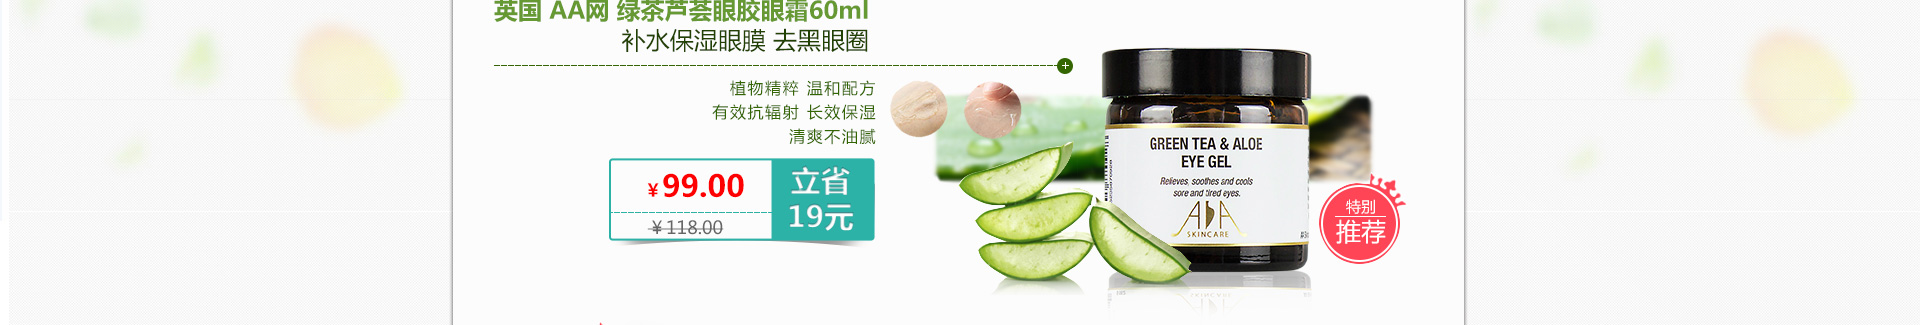 英国 AA网 绿茶芦荟眼胶眼霜60ml
补水保湿眼膜 去黑眼圈
植物精粹 温和配方
有效抗辐射 长效保湿
清爽不油腻
¥99.00
¥118.00
立省
19元
GREEN TEA & ALOE
EYE GEL
Relieves, soothes and cools
sore and tired eyes.
AA
SKINCARE
特别
推荐